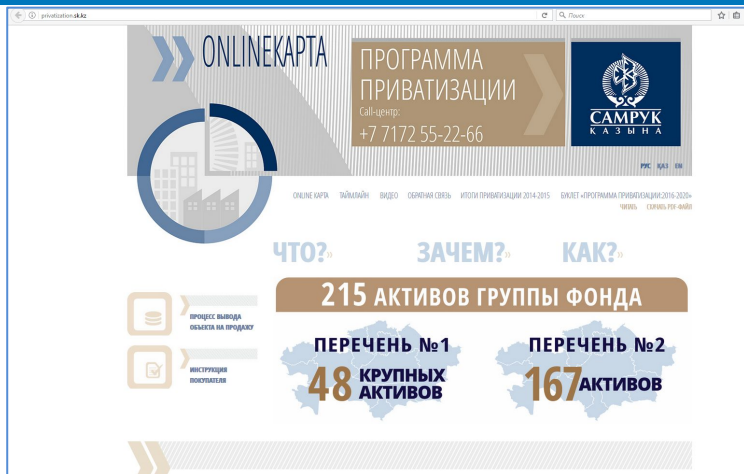 privatization.sk.kz
Поиск
ONLINEКАРТА
ПРОГРАММА
ПРИВАТИЗАЦИИ
Call-центр:
+7 7172 55-22-66
САМРУК
КАЗЫНА
РУС ҚАЗ EN
ONLINE КАРТА ТАЙМЛАЙН ВИДЕО ОБРАТНАЯ СВЯЗЬ ИТОГИ ПРИВАТИЗАЦИИ 2014-2015 БУКЛЕТ «ПРОГРАММА ПРИВАТИЗАЦИИ:2016-2020»
ЧИТАТЬ СКАЧАТЬ PDF-ФАЙЛ
ЧТО?» ЗАЧЕМ?» КАК?»
215 АКТИВОВ ГРУППЫ ФОНДА
ПРОЦЕСС ВЫВОДА
ОБЪЕКТА НА ПРОДАЖУ
ИНСТРУКЦИЯ
ПОКУПАТЕЛЯ
ПЕРЕЧЕНЬ №1
48 КРУПНЫХ
АКТИВОВ
ПЕРЕЧЕНЬ №2
167 АКТИВОВ